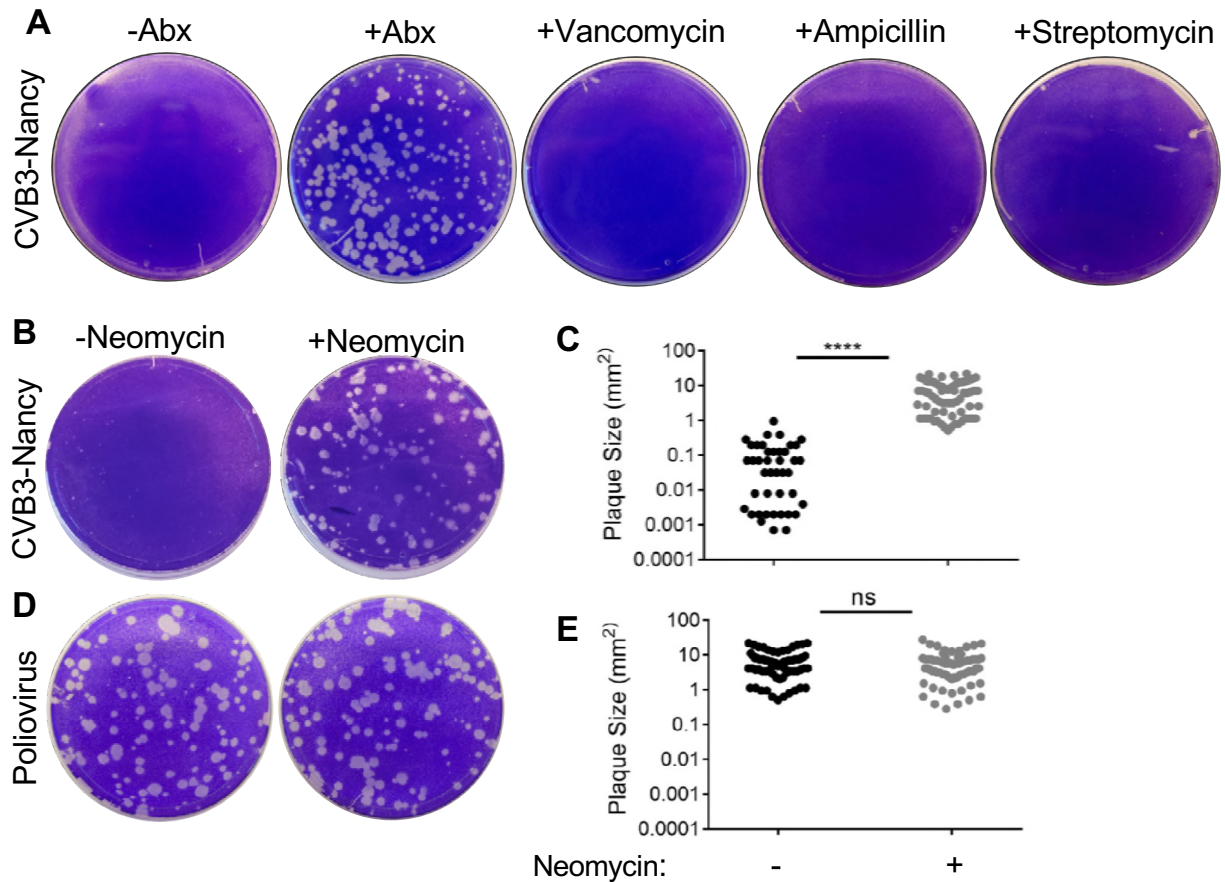 A
-Abx
+Abx
+Vancomycin
+Ampicillin
+Streptomycin
CVB3-Nancy
B
-Neomycin
+Neomycin
CVB3-Nancy
C
****
Plaque Size (mm²)
100
10
1
0.1
0.01
0.001
0.0001
D
Poliovirus
E
ns
Plaque Size (mm²)
100
10
1
0.1
0.01
0.001
0.0001
Neomycin: - +